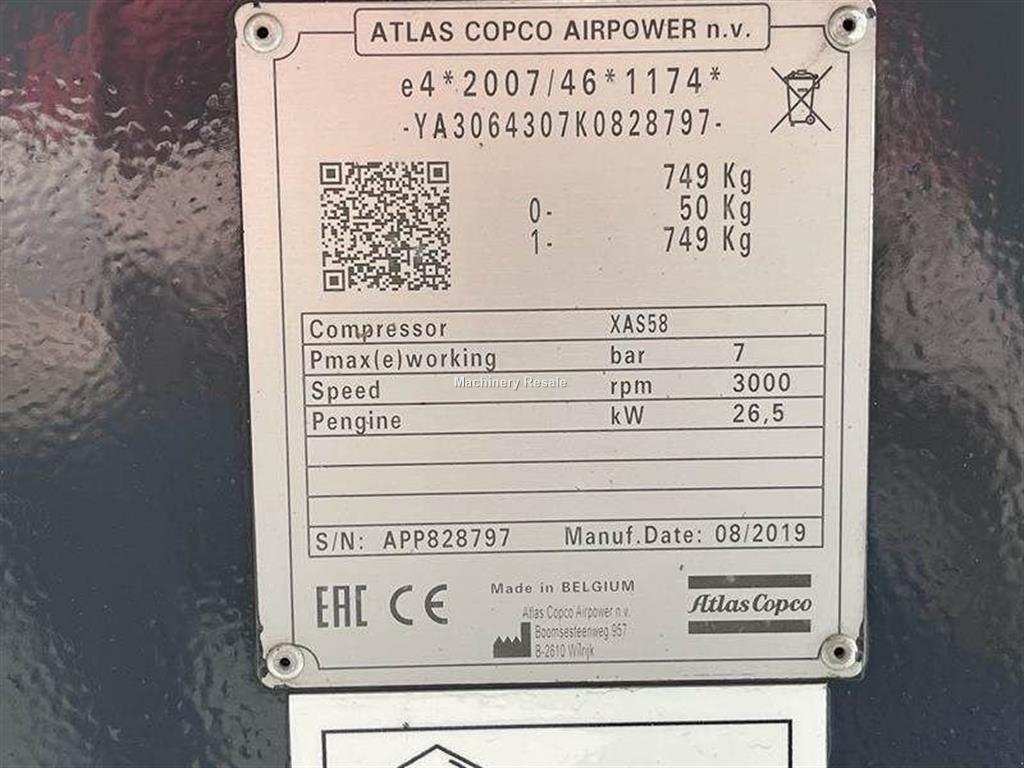 ATLAS COPCO AIRPOWER n.v.
e4*2007/46*1174*
-YA3064307K0828797-
749 Kg
0- 50 Kg
1- 749 Kg
Compressor XAS58
Pmax(e)working bar 7
Machinery Resale
Speed rpm 3000
Pengine kW 26,5
S/N: APP828797 Manuf.Date: 08/2019
EAC CE
Made in BELGIUM
Atlas Copco
Atlas Copco Airpower n.v.
Boomsesteenweg 957
B-2610 Wilrijk